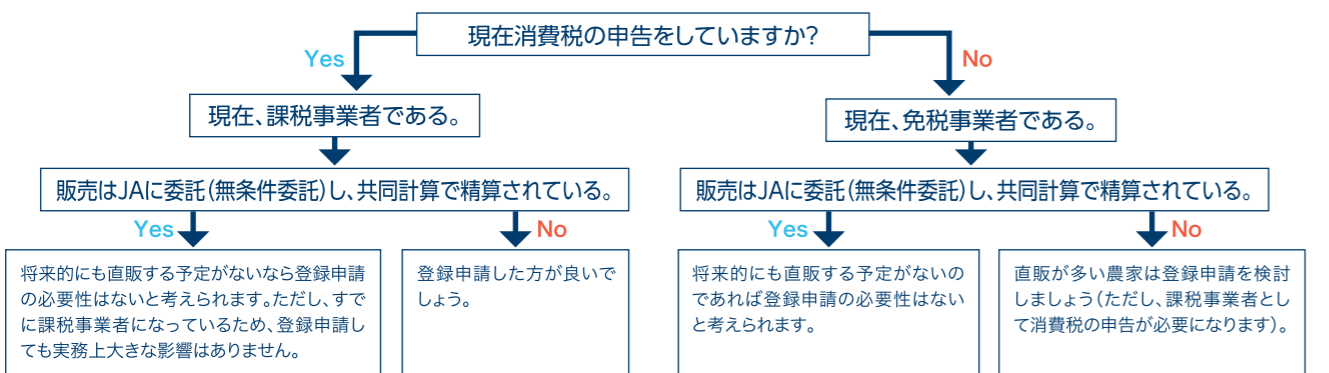 現在消費税の申告をしていますか?
Yes
No
現在、課税事業者である。
現在、免税事業者である。
販売はJAに委託(無条件委託)し、共同計算で精算されている。
販売はJAに委託(無条件委託)し、共同計算で精算されている。
Yes
No
Yes
No
将来的にも直販する予定がないなら登録申請
の必要性はないと考えられます。ただし、すで
に課税事業者になっているため、登録申請し
ても実務上大きな影響はありません。
登録申請した方が良いで
しょう。
将来的にも直販する予定がないの
であれば登録申請の必要性はない
と考えられます。
直販が多い農家は登録申請を検討
しましょう(ただし、課税事業者とし
て消費税の申告が必要になります)。